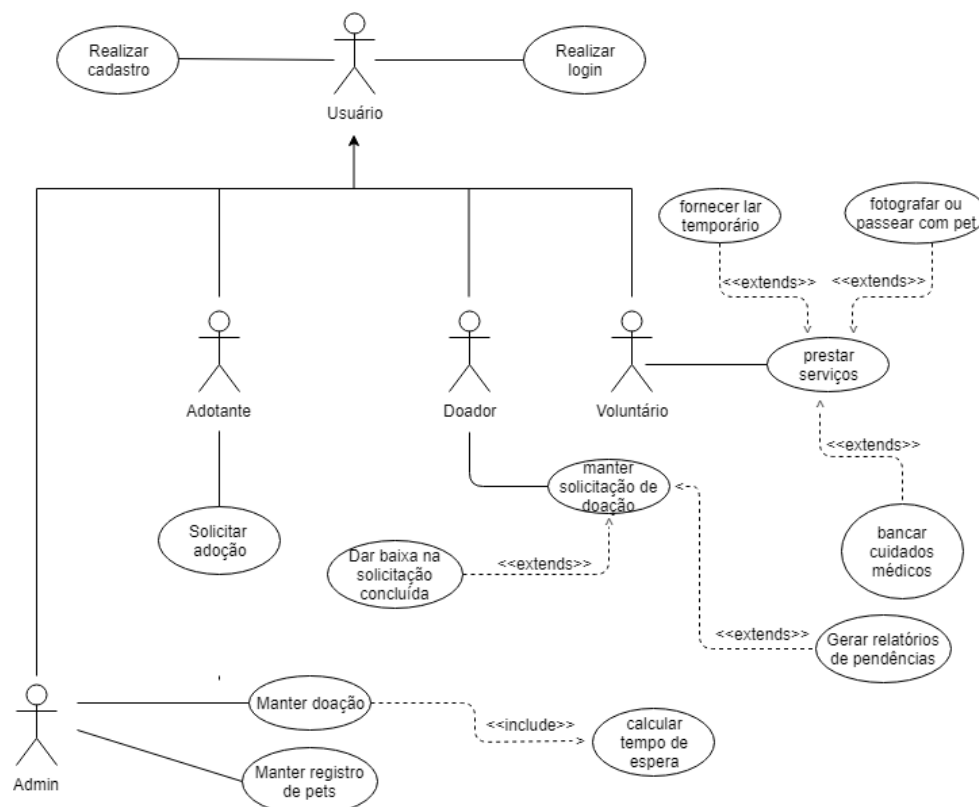 Realizar
cadastro
Realizar
login
Usuário
fornecer lar
temporário
fotografar ou
passear com pet
<<extends>>
<<extends>>
prestar
serviços
Adotante
Doador
Voluntário
<<extends>>
manter
solicitação de
doação
Solicitar
adoção
bancar
cuidados
médicos
Dar baixa na
solicitação
concluída
<<extends>>
<<extends>>
Gerar relatórios
de pendências
Manter doação
<<include>>
calcular
tempo de
espera
Admin
Manter registro
de pets